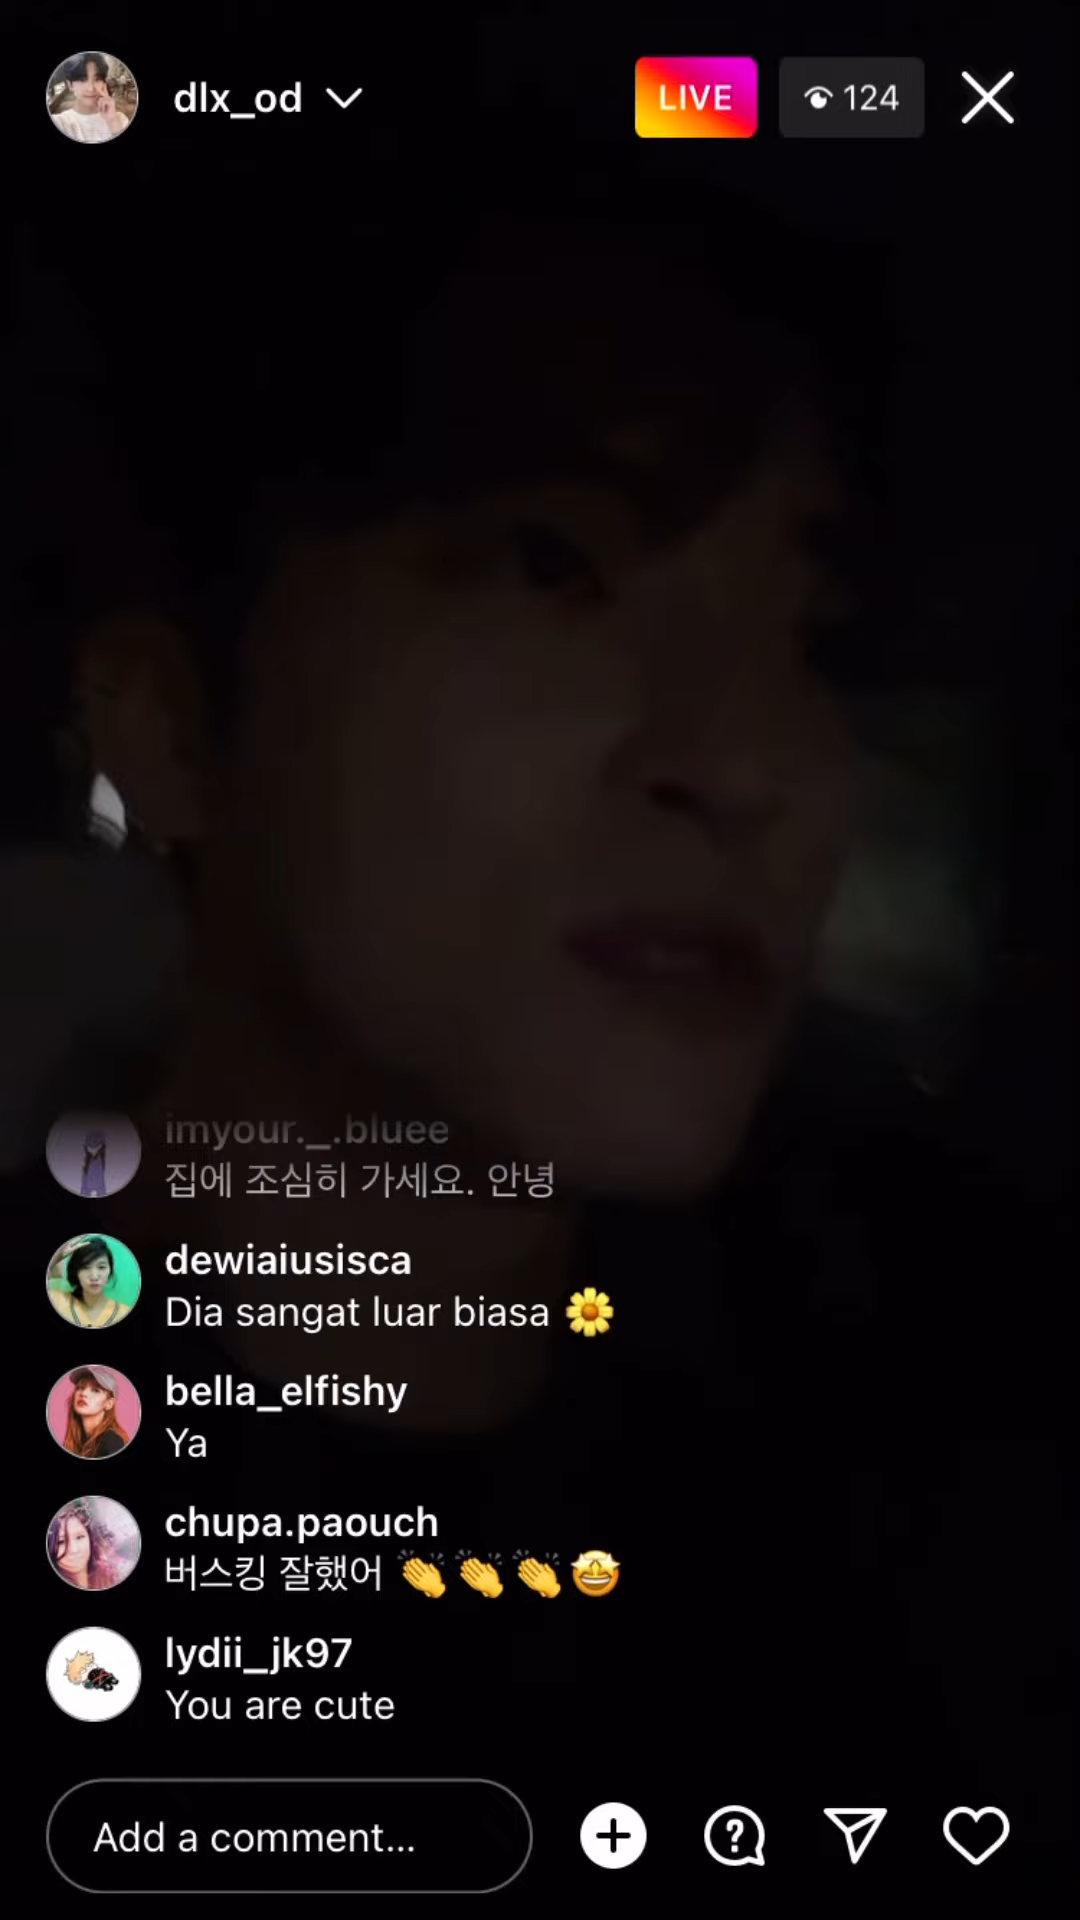 dlx_od
LIVE
124
imyour._.bluee
집에 조심히 가세요. 안녕
dewiaiusisca
Dia sangat luar biasa 🌼
bella_elfishy
Ya
chupa.paouch
버스킹 잘했어 👏👏👏🤩
lydii_jk97
You are cute
Add a comment...